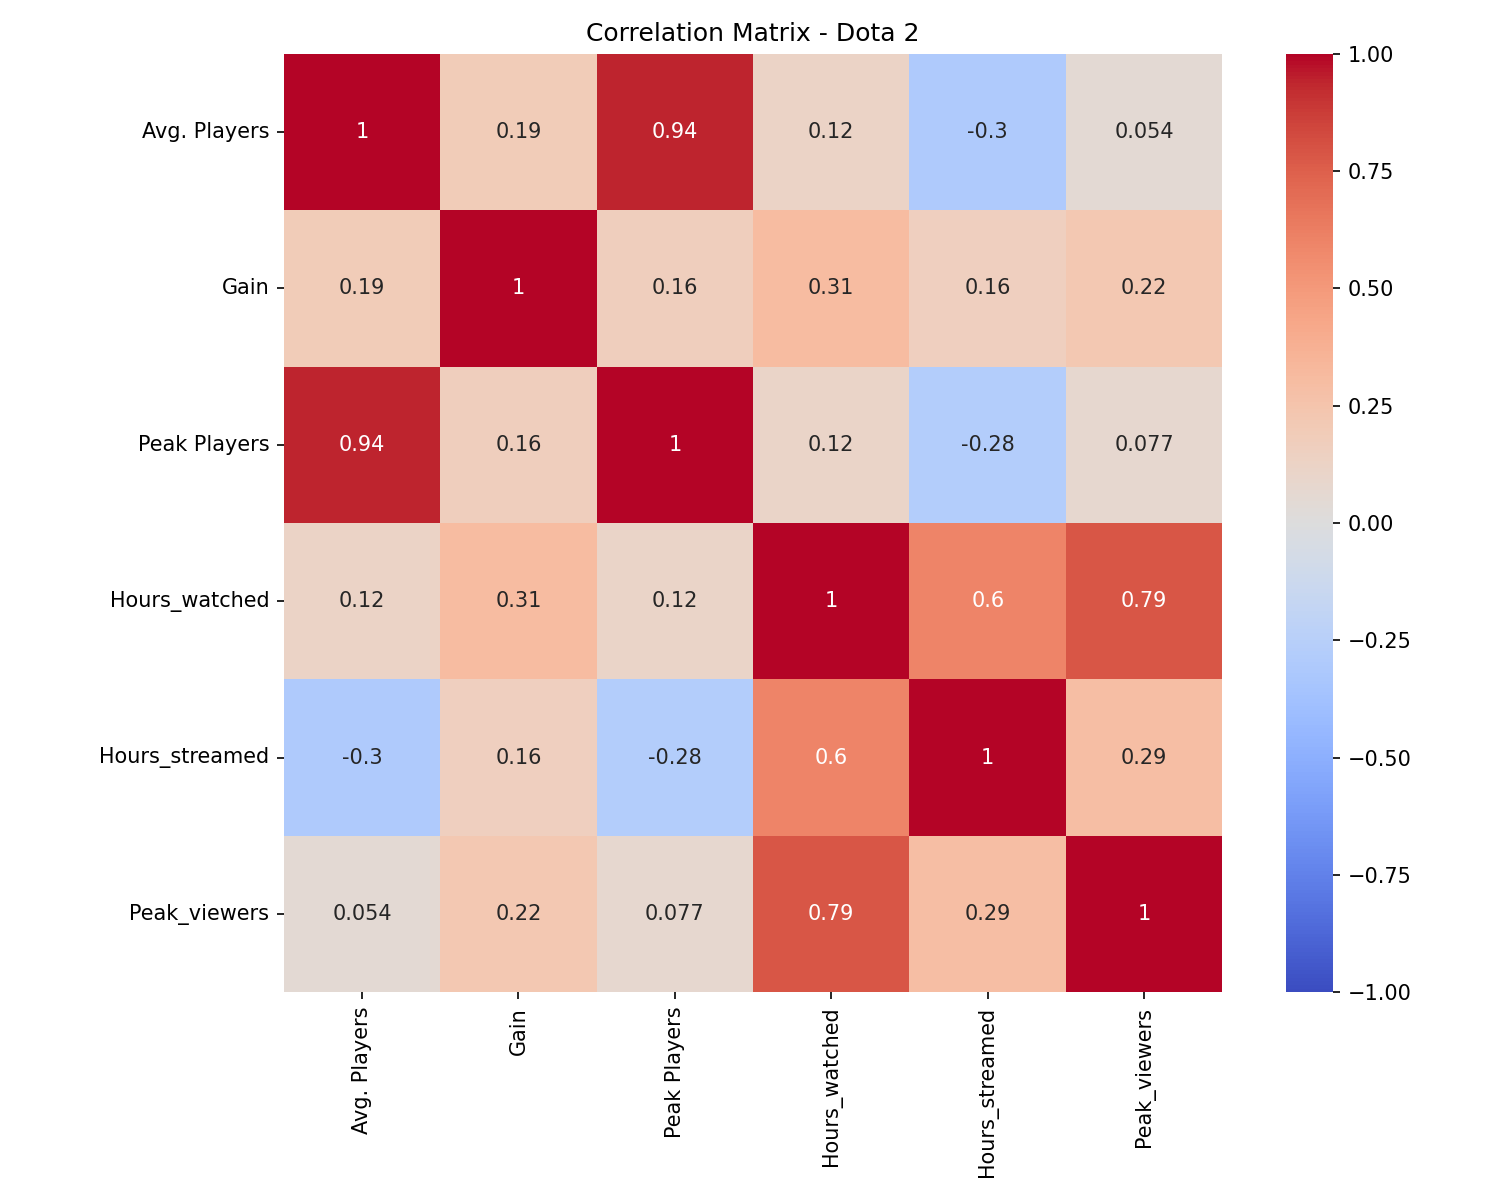 Correlation Matrix - Dota 2
Avg. Players 1 0.19 0.94 0.12 -0.3 0.054
Gain 0.19 1 0.16 0.31 0.16 0.22
Peak Players 0.94 0.16 1 0.12 -0.28 0.077
Hours_watched 0.12 0.31 0.12 1 0.6 0.79
Hours_streamed -0.3 0.16 -0.28 0.6 1 0.29
Peak_viewers 0.054 0.22 0.077 0.79 0.29 1
Avg. Players
Gain
Peak Players
Hours_watched
Hours_streamed
Peak_viewers
1.00
0.75
0.50
0.25
0.00
−0.25
−0.50
−0.75
−1.00